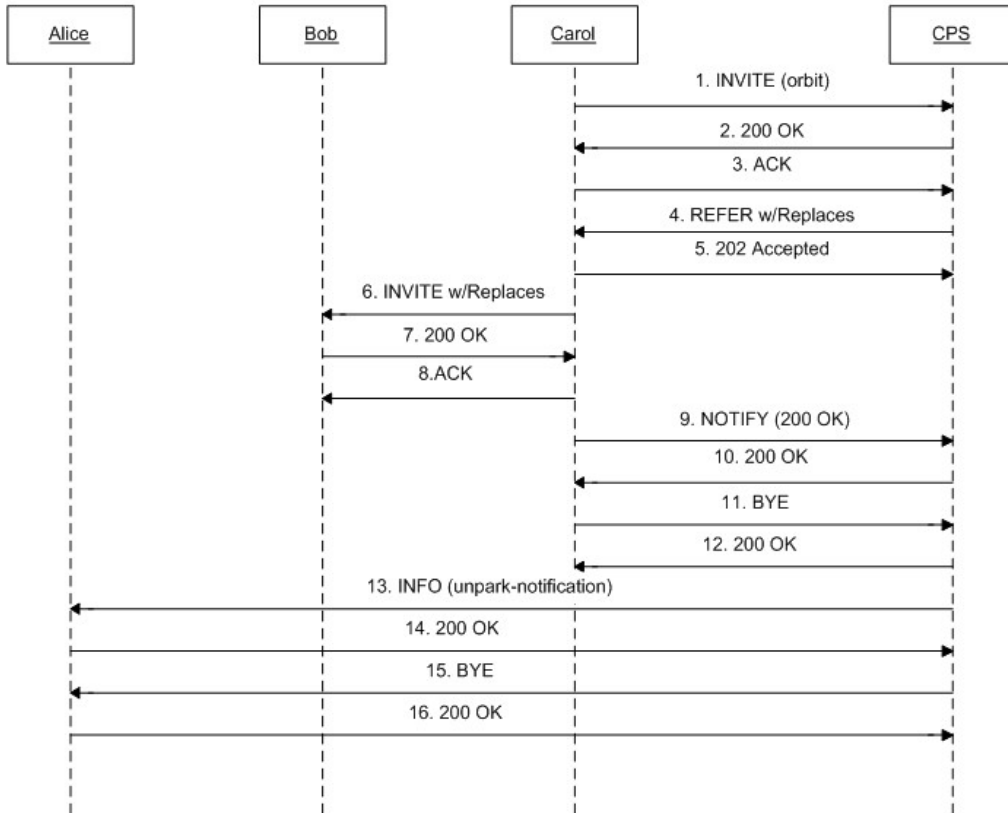 Alice
Bob
Carol
CPS
1. INVITE (orbit)
2. 200 OK
3. ACK
4. REFER w/Replaces
5. 202 Accepted
6. INVITE w/Replaces
7. 200 OK
8.ACK
9. NOTIFY (200 OK)
10. 200 OK
11. BYE
12. 200 OK
13. INFO (unpark-notification)
14. 200 OK
15. BYE
16. 200 OK